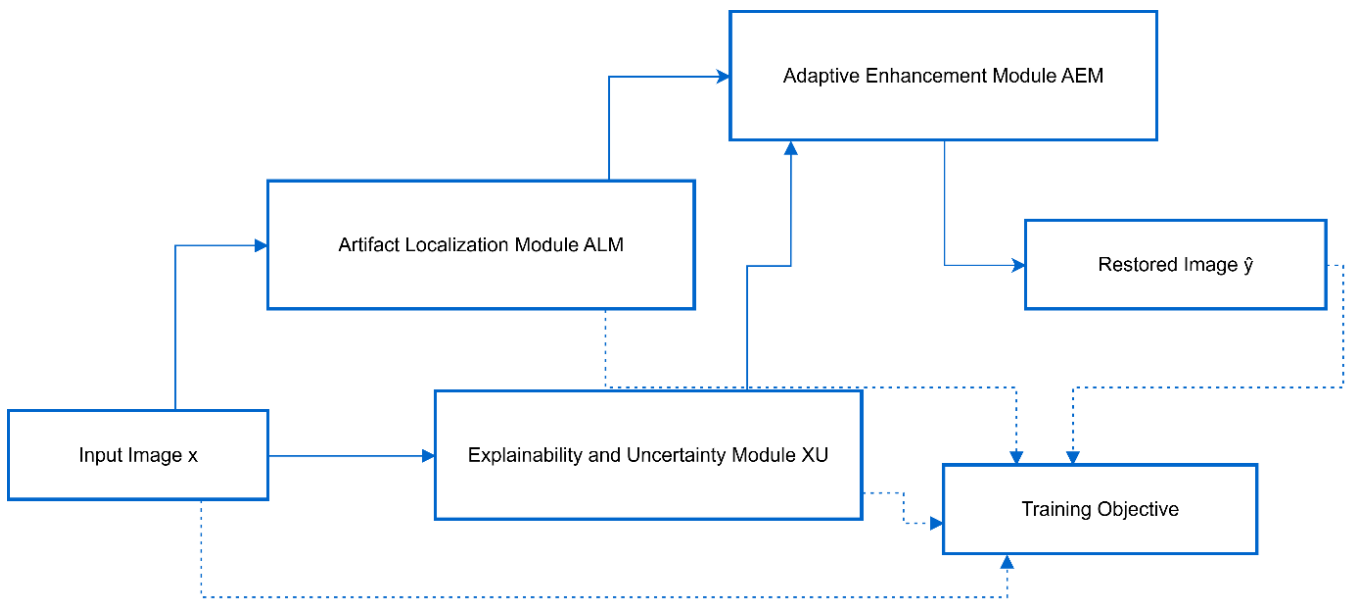 Adaptive Enhancement Module AEM
Artifact Localization Module ALM
Restored Image ŷ
Input Image x
Explainability and Uncertainty Module XU
Training Objective